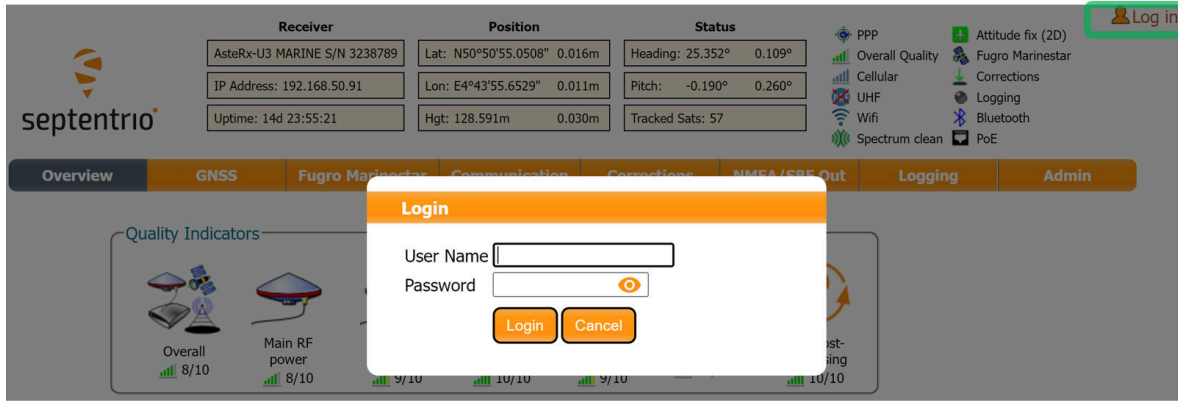 Log in
Receiver
AsteRx-U3 MARINE S/N 3238789
IP Address: 192.168.50.91
Uptime: 14d 23:55:21
Position
Lat: N50°50'55.0508" 0.016m
Lon: E4°43'55.6529" 0.011m
Hgt: 128.591m 0.030m
Status
Heading: 25.352° 0.109°
Pitch: -0.190° 0.260°
Tracked Sats: 57
PPP
Overall Quality
Cellular
UHF
Wifi
Spectrum clean
Attitude fix (2D)
Fugro Marinestar
Corrections
Logging
Bluetooth
PoE
septentrio
Overview GNSS Fugro Marinestar Communication Corrections NMEA/SBF Out Logging Admin
Login
User Name
Password
Login Cancel
Quality Indicators
Overall
8/10
Main RF
power
8/10
9/10
10/10
9/10
10/10